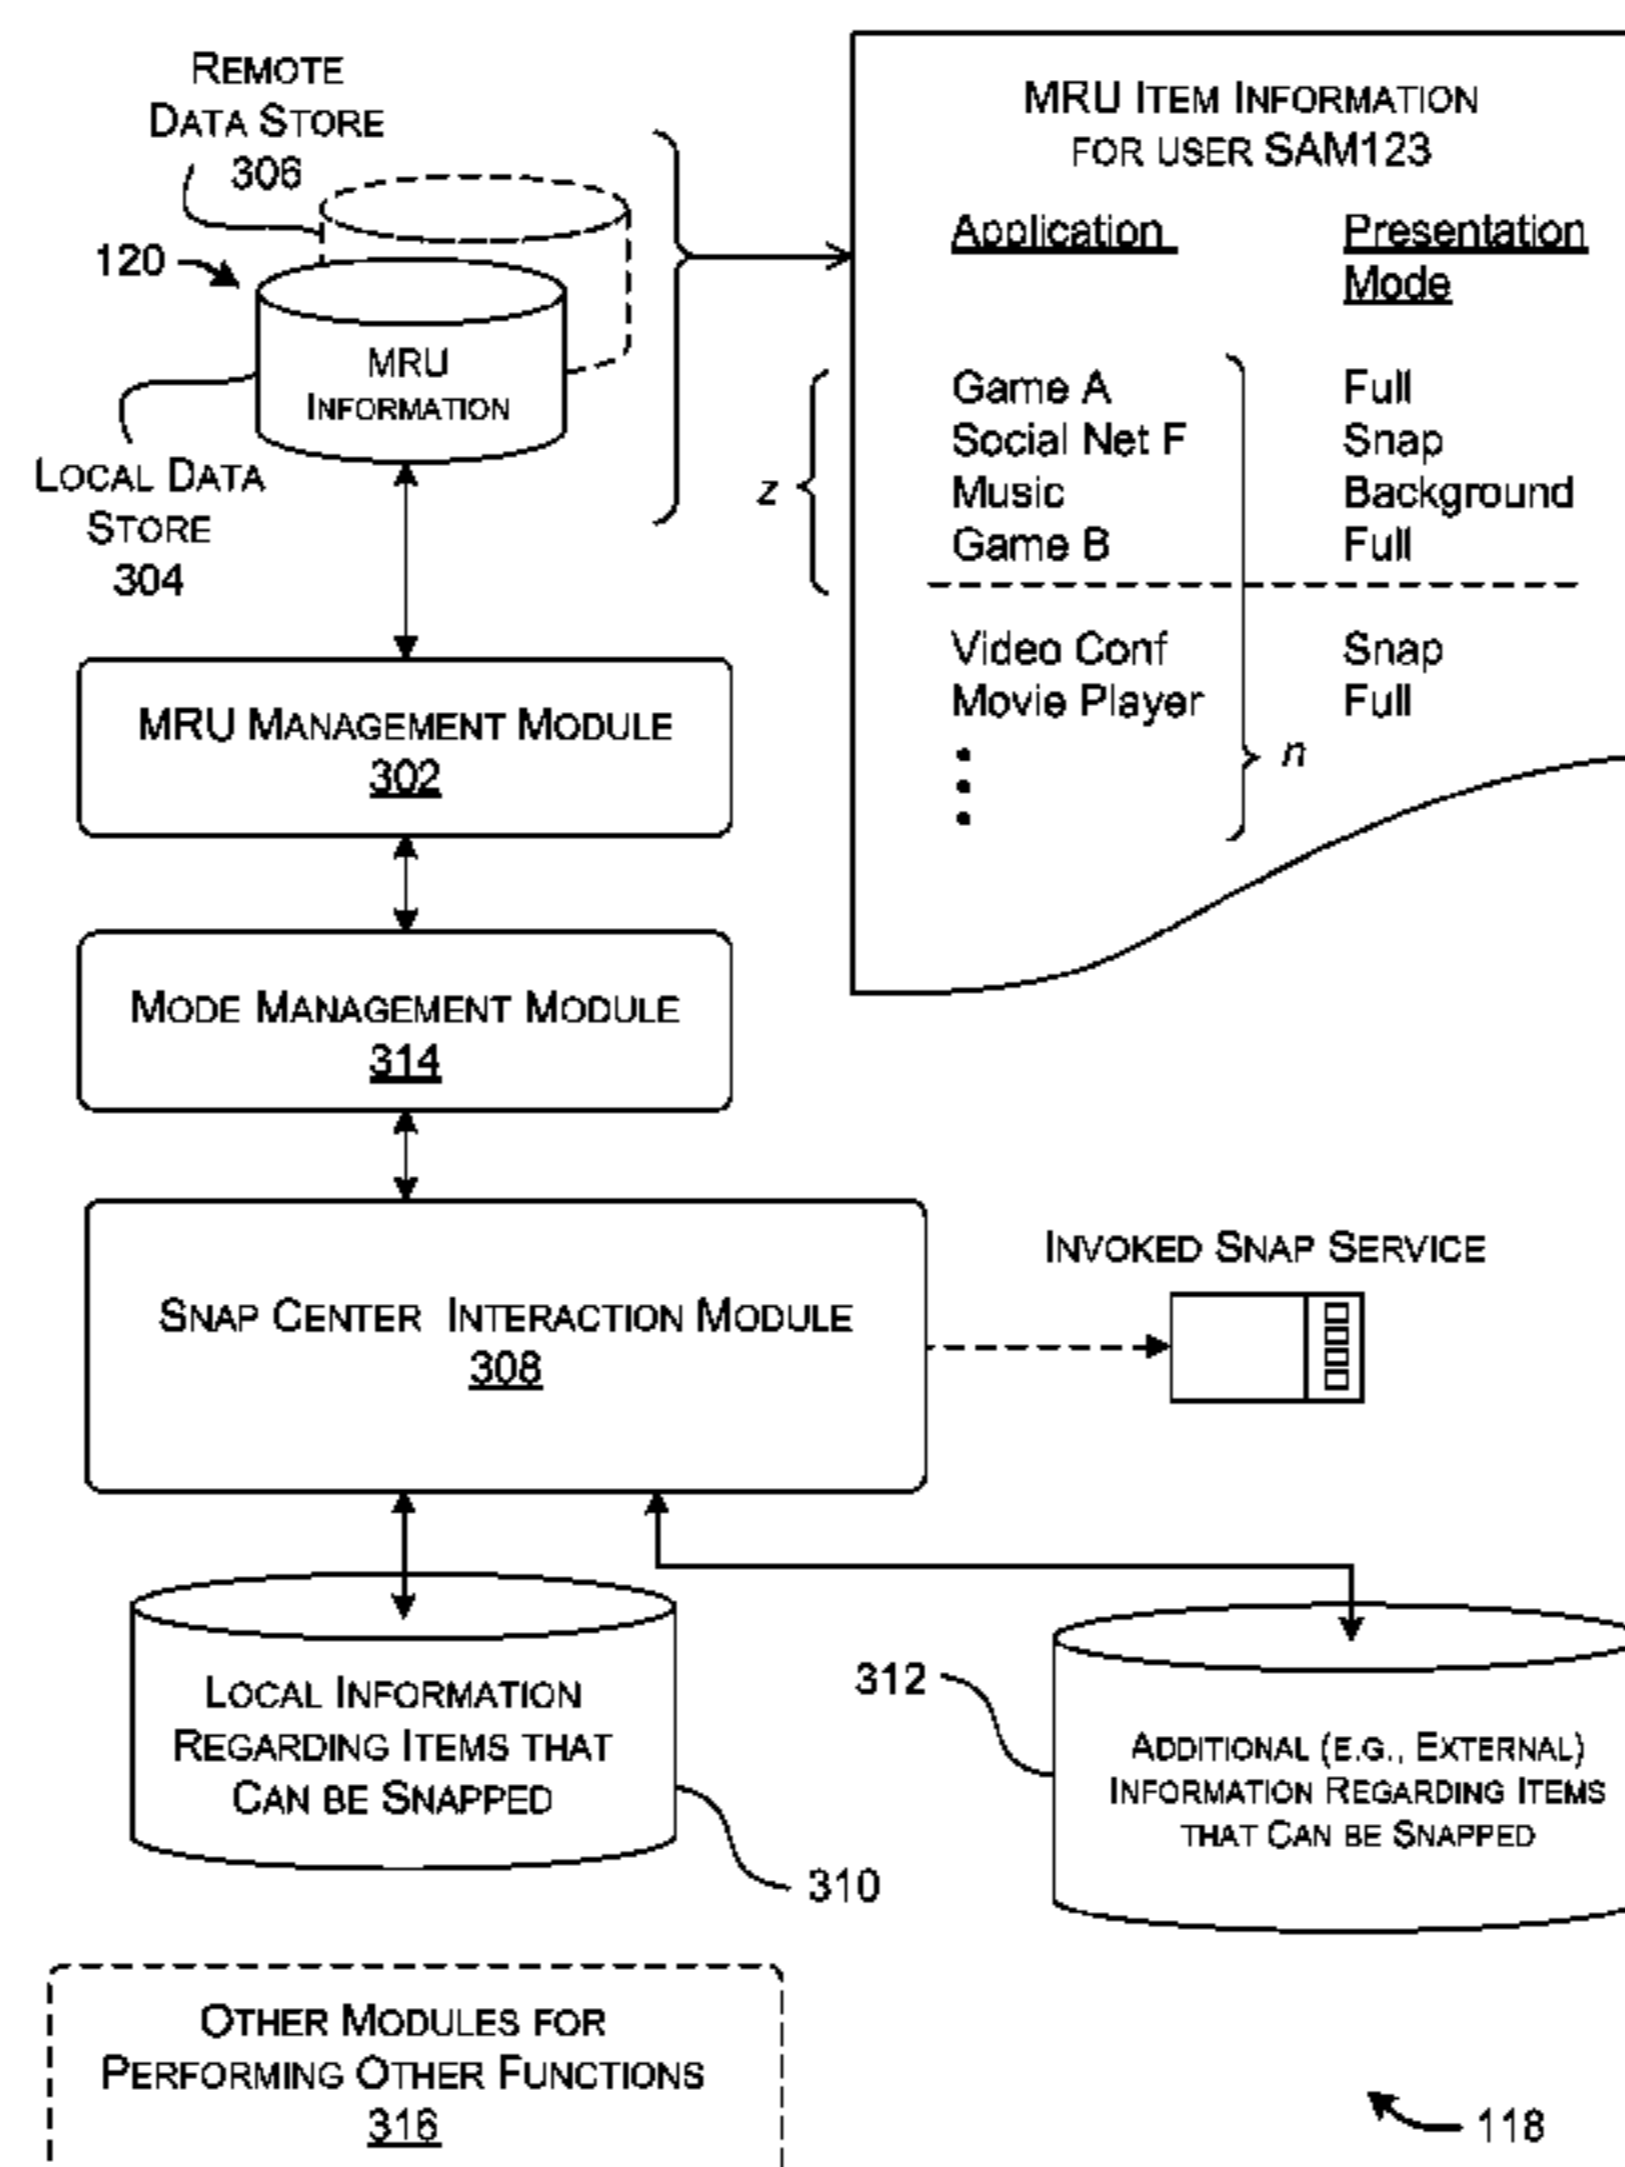 REMOTE
DATA STORE
306
120
MRU
INFORMATION
LOCAL DATA
STORE
304
MRU ITEM INFORMATION
FOR USER SAM123
Application Presentation
Mode
Game A Full
Social Net F Snap
z Music Background
Game B Full
Video Conf Snap
Movie Player Full
n
MRU MANAGEMENT MODULE
302
MODE MANAGEMENT MODULE
314
SNAP CENTER INTERACTION MODULE
308
INVOKED SNAP SERVICE
LOCAL INFORMATION
REGARDING ITEMS THAT
CAN BE SNAPPED
310
312
ADDITIONAL (E.G., EXTERNAL)
INFORMATION REGARDING ITEMS
THAT CAN BE SNAPPED
OTHER MODULES FOR
PERFORMING OTHER FUNCTIONS
316
118